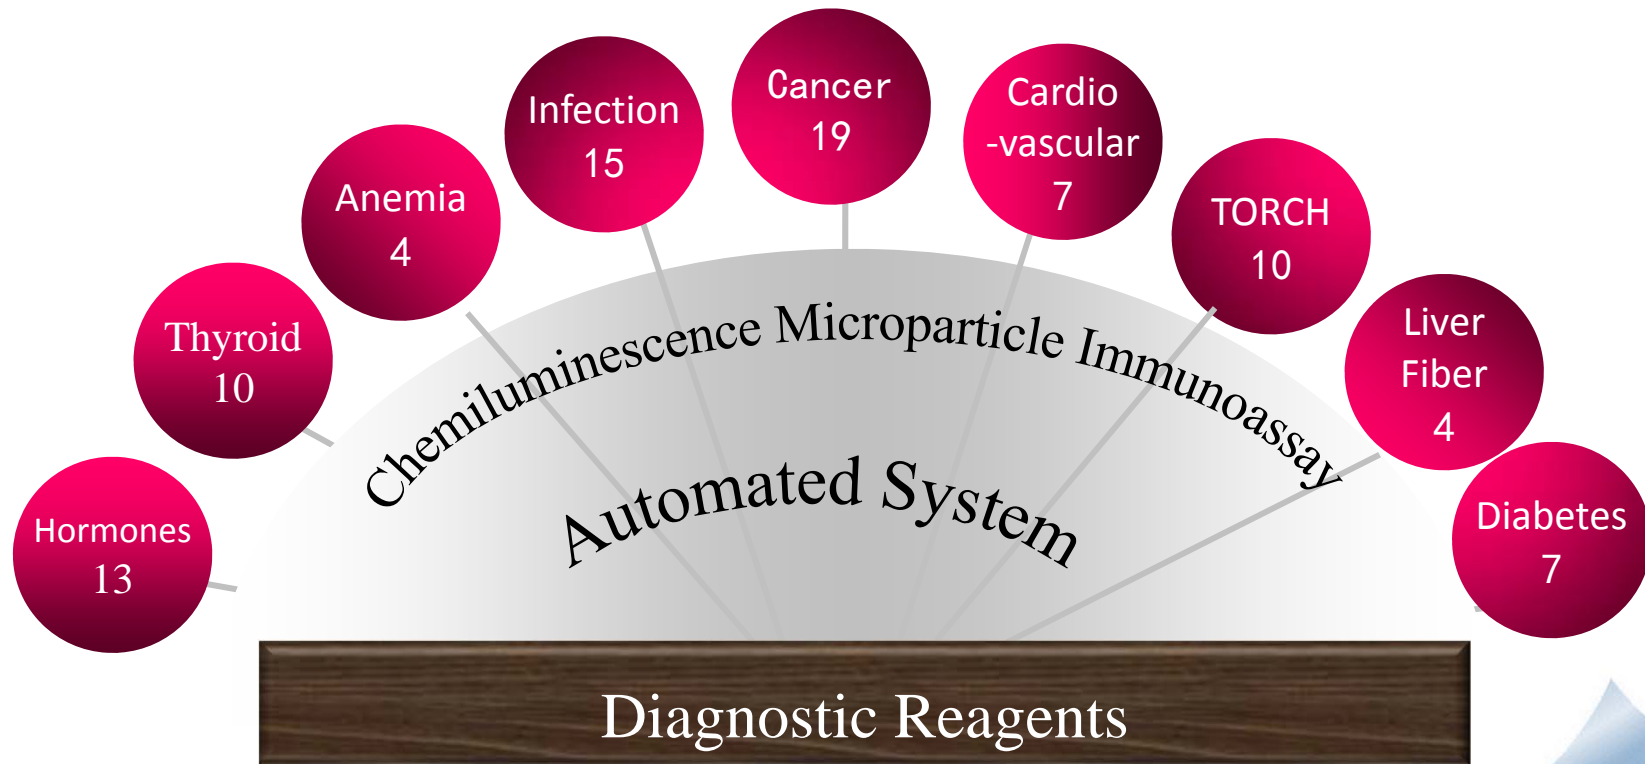 Hormones
13
Thyroid
10
Anemia
4
Infection
15
Cancer
19
Cardio
-vascular
7
TORCH
10
Liver
Fiber
4
Diabetes
7
Chemiluminescence Microparticle Immunoassay
Automated System
Diagnostic Reagents